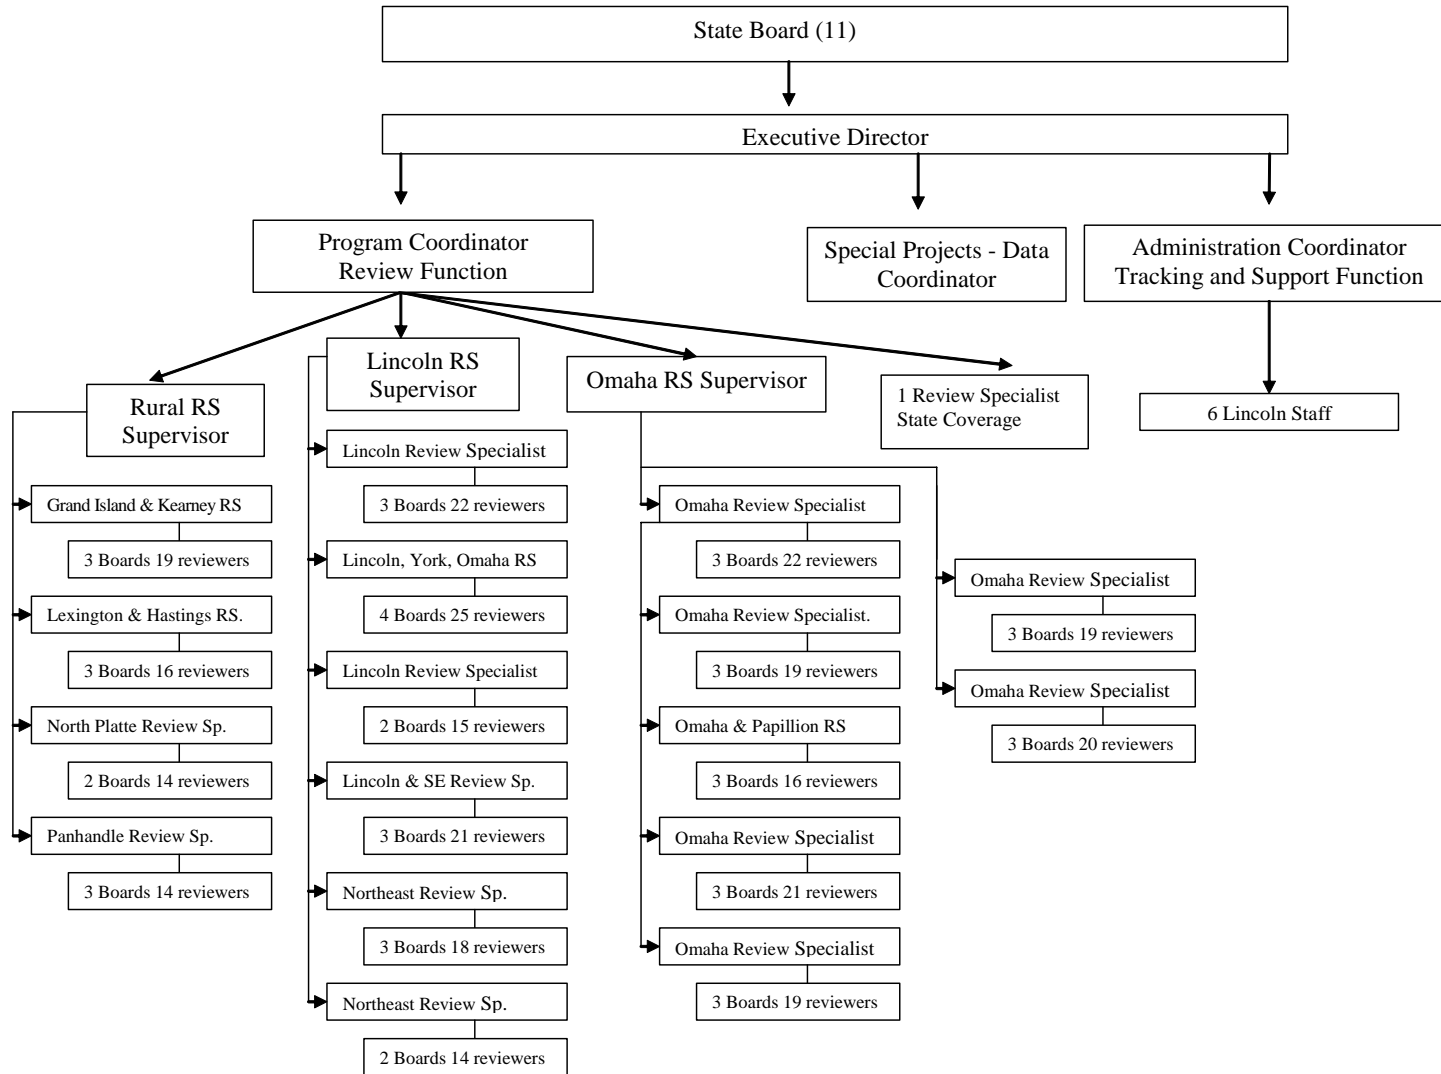 State Board (11)
Executive Director
Program Coordinator
Review Function
Special Projects - Data
Coordinator
Administration Coordinator
Tracking and Support Function
Rural RS
Supervisor
Lincoln RS
Supervisor
Omaha RS Supervisor
1 Review Specialist
State Coverage
6 Lincoln Staff
Grand Island & Kearney RS
3 Boards 19 reviewers
Lexington & Hastings RS.
3 Boards 16 reviewers
North Platte Review Sp.
2 Boards 14 reviewers
Panhandle Review Sp.
3 Boards 14 reviewers
Lincoln Review Specialist
3 Boards 22 reviewers
Lincoln, York, Omaha RS
4 Boards 25 reviewers
Lincoln Review Specialist
2 Boards 15 reviewers
Lincoln & SE Review Sp.
3 Boards 21 reviewers
Northeast Review Sp.
3 Boards 18 reviewers
Northeast Review Sp.
2 Boards 14 reviewers
Omaha Review Specialist
3 Boards 22 reviewers
Omaha Review Specialist.
3 Boards 19 reviewers
Omaha & Papillion RS
3 Boards 16 reviewers
Omaha Review Specialist
3 Boards 21 reviewers
Omaha Review Specialist
3 Boards 19 reviewers
Omaha Review Specialist
3 Boards 19 reviewers
Omaha Review Specialist
3 Boards 20 reviewers